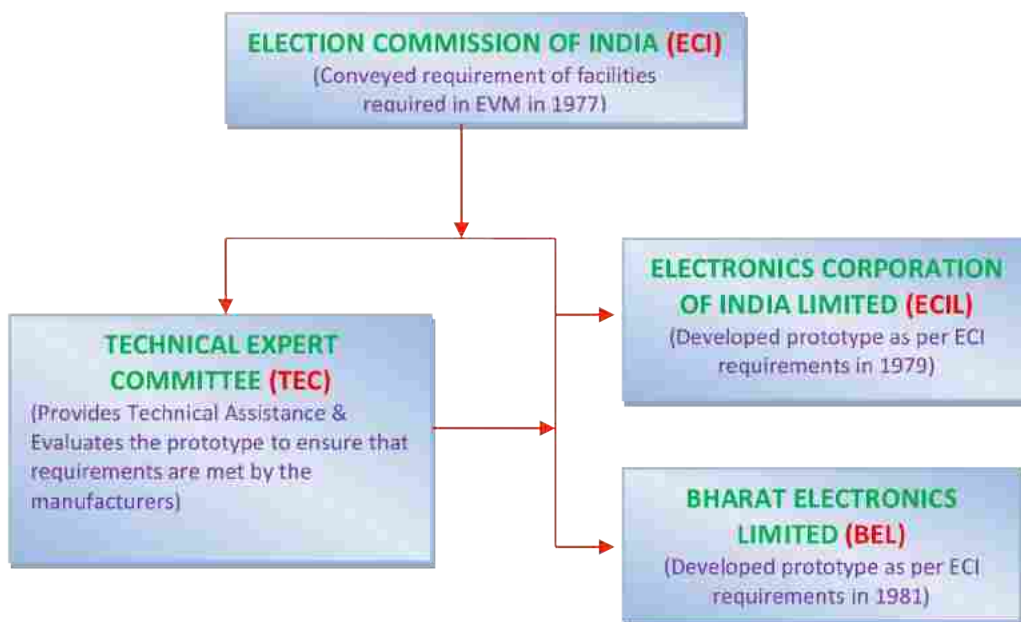 ELECTION COMMISSION OF INDIA (ECI)
(Conveyed requirement of facilities
required in EVM in 1977)
ELECTRONICS CORPORATION
OF INDIA LIMITED (ECIL)
(Developed prototype as per ECI
requirements in 1979)
TECHNICAL EXPERT
COMMITTEE (TEC)
(Provides Technical Assistance &
Evaluates the prototype to ensure that
requirements are met by the
manufacturers)
BHARAT ELECTRONICS
LIMITED (BEL)
(Developed prototype as per ECI
requirements in 1981)